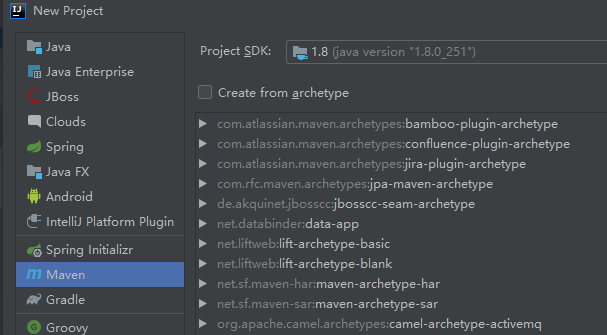 New Project
Java
Java Enterprise
JBoss
Clouds
Spring
Java FX
Android
IntelliJ Platform Plugin
Spring Initializr
Maven
Gradle
Groovy
Project SDK: 1.8 (java version "1.8.0_251")
Create from archetype
com.atlassian.maven.archetypes:bamboo-plugin-archetype
com.atlassian.maven.archetypes:confluence-plugin-archetype
com.atlassian.maven.archetypes:jira-plugin-archetype
com.rfc.maven.archetypes:jpa-maven-archetype
de.akquinet.jbosscc:jbosscc-seam-archetype
net.databinder:data-app
net.liftweb:lift-archetype-basic
net.liftweb:lift-archetype-blank
net.sf.maven-har:maven-archetype-har
net.sf.maven-sar:maven-archetype-sar
org.apache.camel.archetypes:camel-archetype-activemq